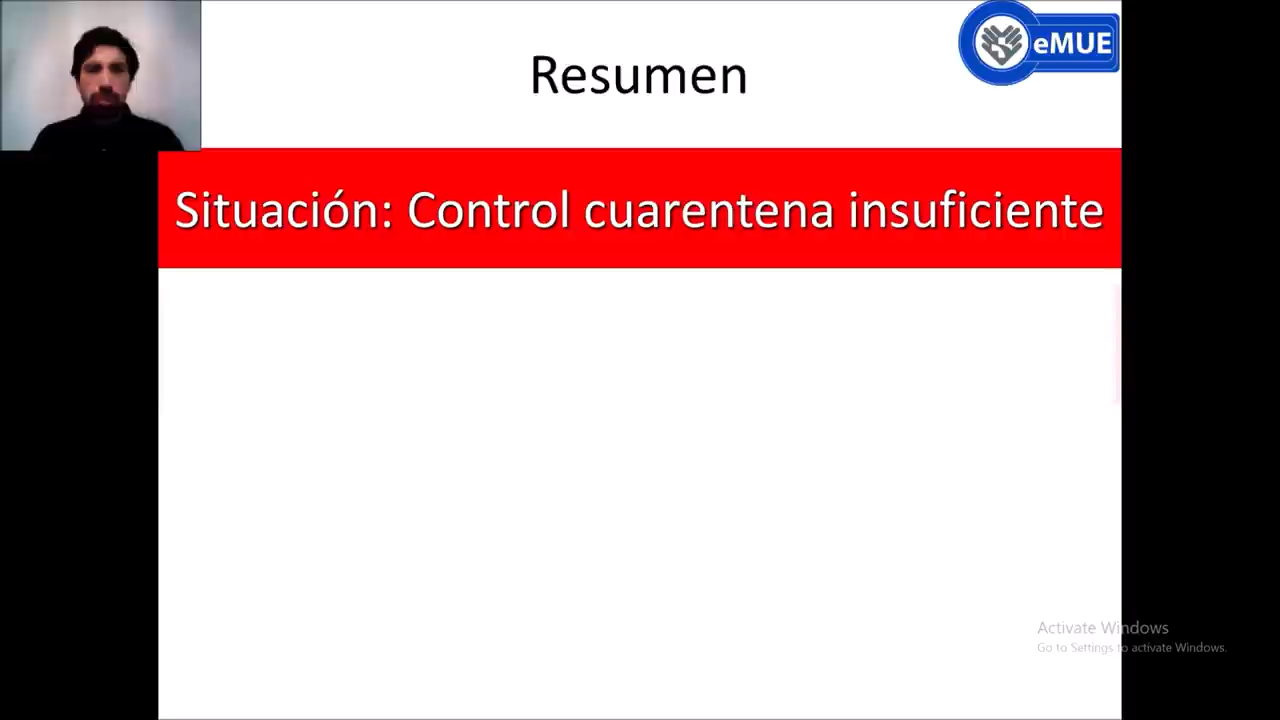 Resumen
eMUE
Situación: Control cuarentena insuficiente
Activate Windows
Go to Settings to activate Windows.